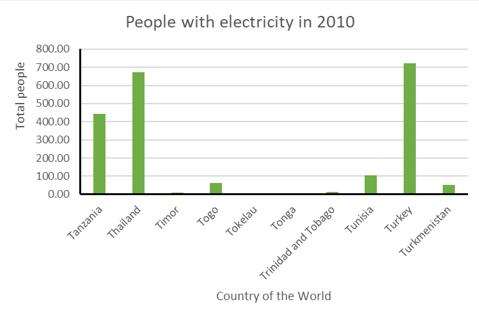 People with electricity in 2010
Total people
800.00
700.00
600.00
500.00
400.00
300.00
200.00
100.00
0.00
Tanzania
Thailand
Timor
Togo
Tokelau
Tonga
Trinidad and Tobago
Tunisia
Turkey
Turkmenistan
Country of the World